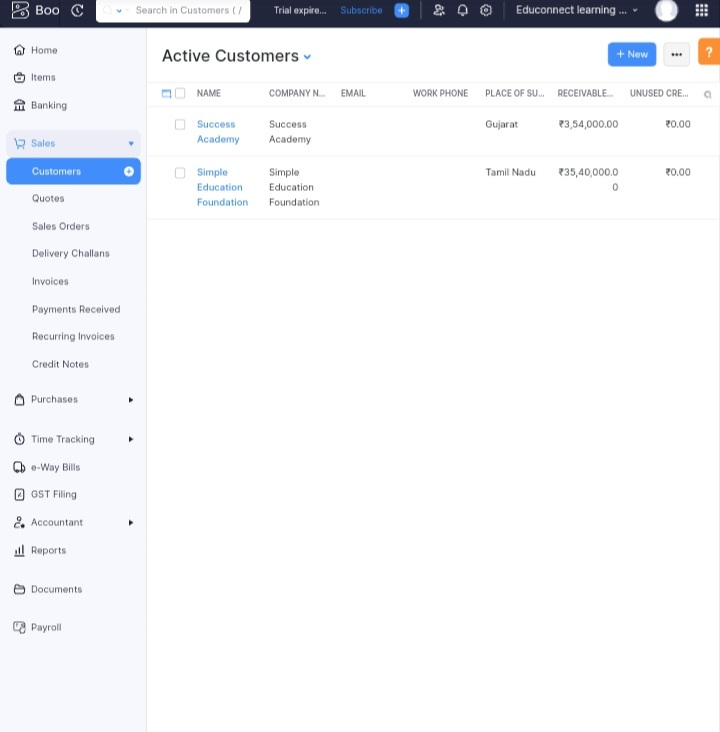 Boo
Search in Customers ( /
Trial expire...
Subscribe
Educonnect learning ...
Home
Items
Banking
Sales
Customers
Quotes
Sales Orders
Delivery Challans
Invoices
Payments Received
Recurring Invoices
Credit Notes
Purchases
Time Tracking
e-Way Bills
GST Filing
Accountant
Reports
Documents
Payroll
Active Customers
+ New
?
NAME COMPANY N... EMAIL WORK PHONE PLACE OF SU... RECEIVABLE... UNUSED CRE...
Success Success Gujarat ₹3,54,000.00 ₹0.00
Academy Academy
Simple Simple Tamil Nadu ₹35,40,000.0 ₹0.00
Education Education 0
Foundation Foundation